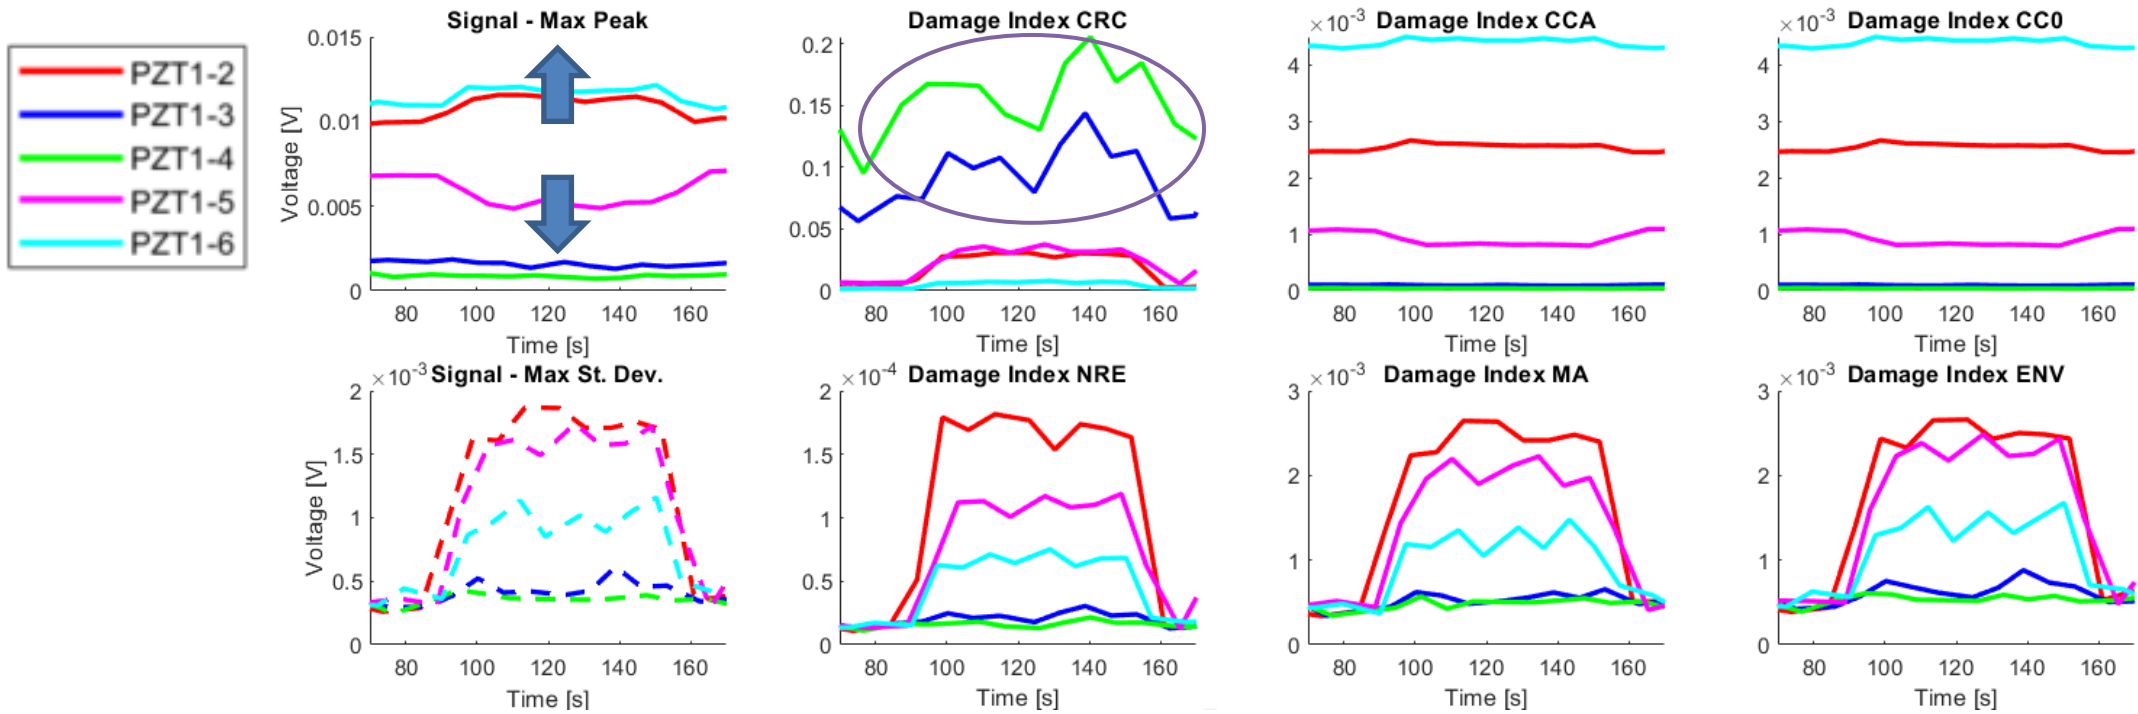 PZT1-2
PZT1-3
PZT1-4
PZT1-5
PZT1-6
Signal - Max Peak
0.015
0.01
0.005
0
Voltage [V]
80 100 120 140 160
Time [s]
Damage Index CRC
0.2
0.15
0.1
0.05
0
80 100 120 140 160
Time [s]
×10-3 Damage Index CCA
4
3
2
1
0
80 100 120 140 160
Time [s]
×10-3 Damage Index CC0
4
3
2
1
0
80 100 120 140 160
Time [s]
×10-3 Signal - Max St. Dev.
2
1.5
1
0.5
0
Voltage [V]
80 100 120 140 160
Time [s]
×10-4 Damage Index NRE
2
1.5
1
0.5
0
80 100 120 140 160
Time [s]
×10-3 Damage Index MA
3
2
1
0
80 100 120 140 160
Time [s]
×10-3 Damage Index ENV
3
2
1
0
80 100 120 140 160
Time [s]